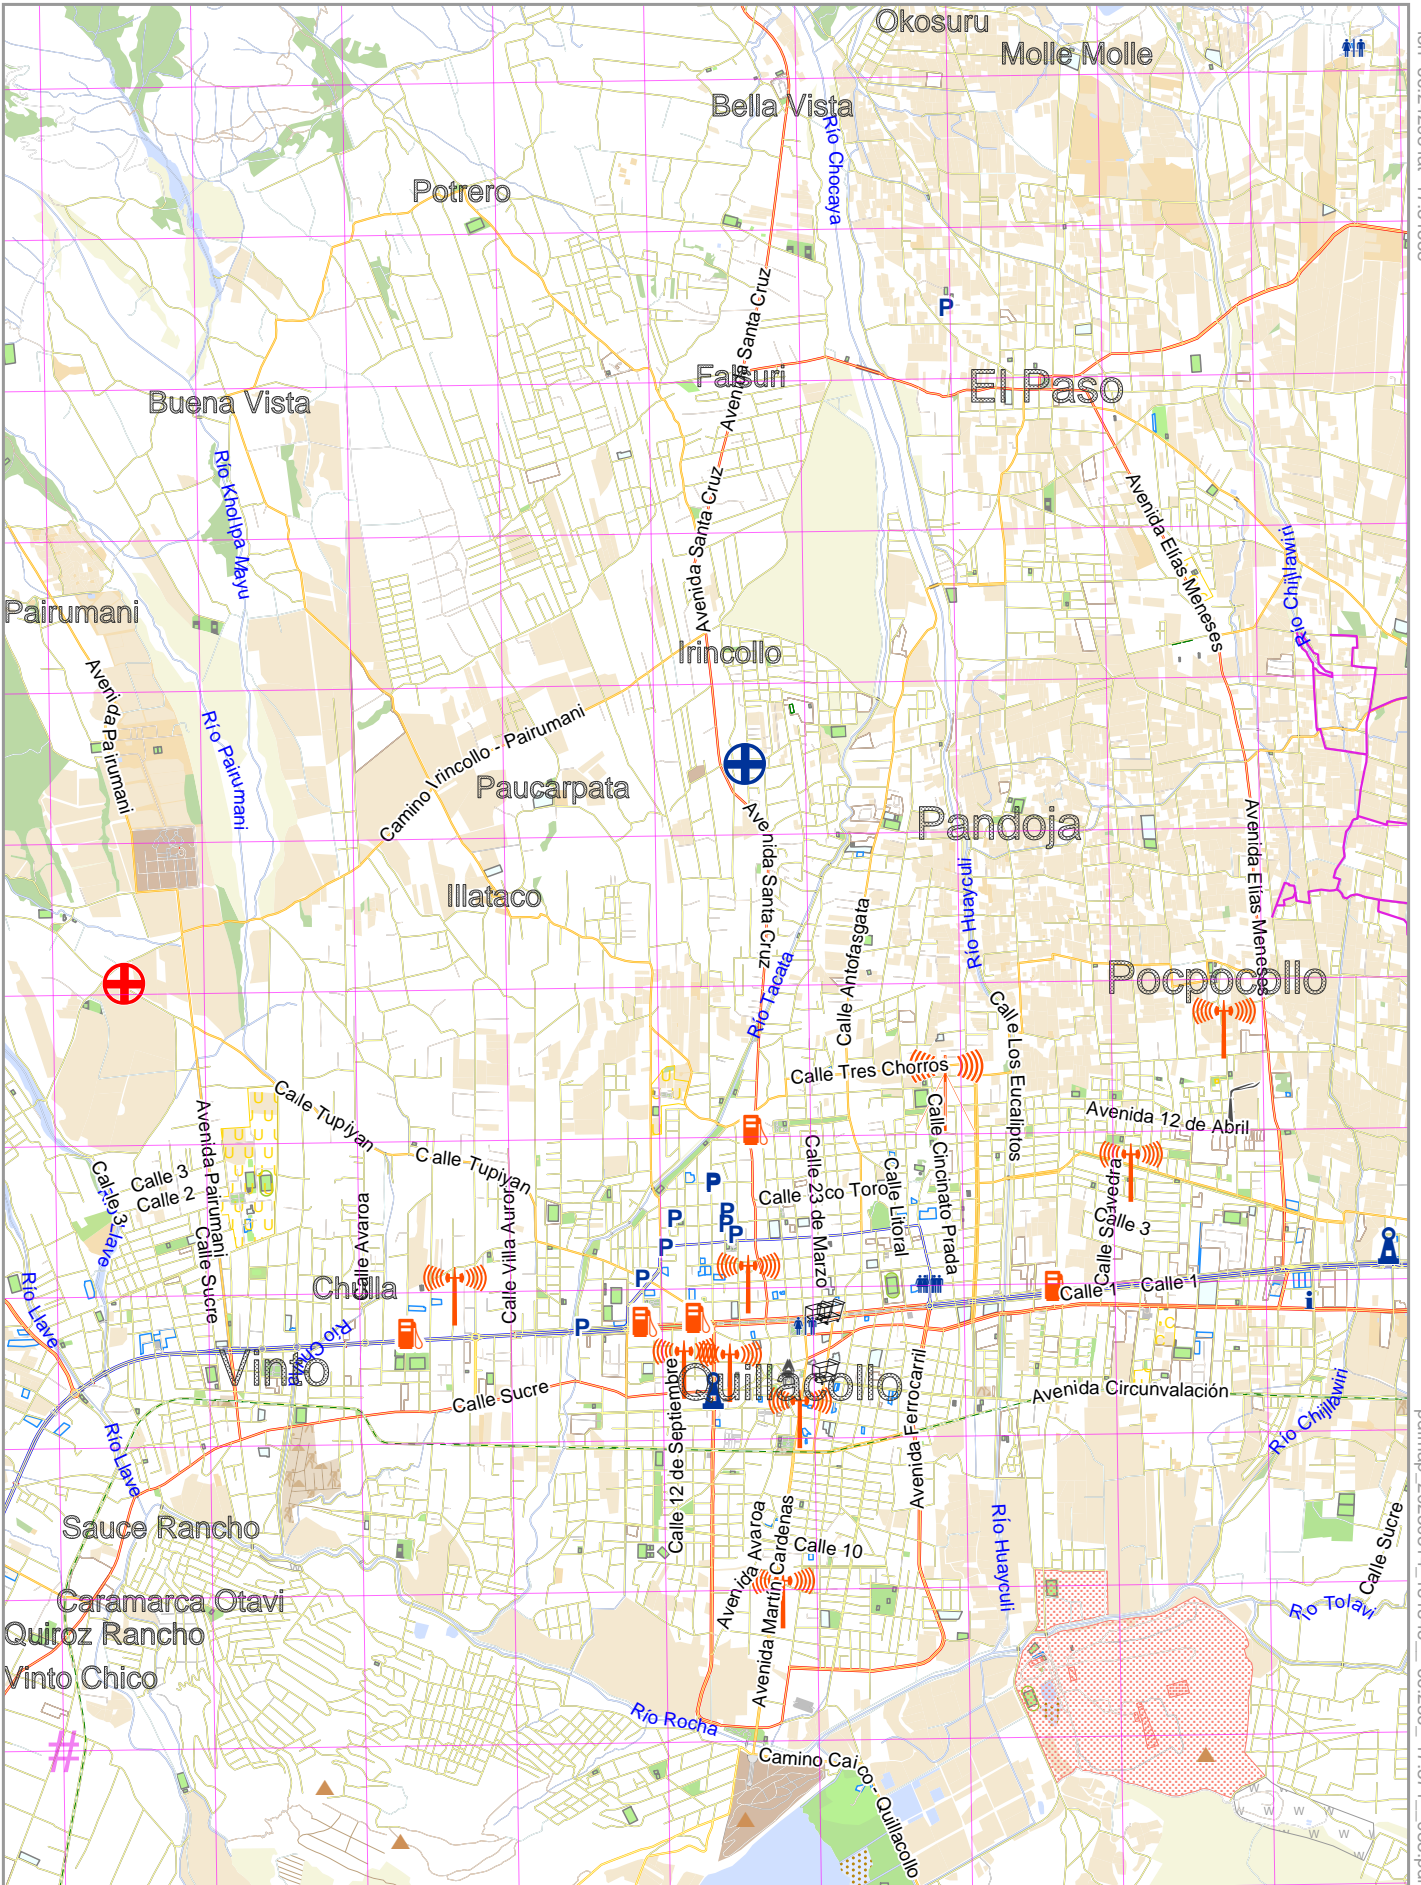 Okosuru
Molle Molle
Bella Vista
Río Chocaya
Potrero
P
Avenida Santa Cruz
Falsuri
El Paso
Buena Vista
Avenida Santa Cruz
Río Khollpa Mayu
Avenida Elías Meneses
Río Chijllawiri
Pairumani
Irincollo
Avenida Pairumani
Río Pairumani
Camino Irincollo - Pairumani
Paucarpata
Pandoja
Avenida Santa Cruz
Avenida Elías Meneses
Illataco
Río Huayculi
Calle Antofasgata
Río Tacata
Pocpocollo
Calle Los Eucaliptos
Calle Tres Chorros
Calle Tupiyan
Avenida Pairumani
Calle Cincinato Prada
Avenida 12 de Abril
Calle Tupiyan
Calle 23 de Marzo
Calle 3
Calle 2
Calle 3
P
Calle Litoral
Calle Avaroa
Calle Villa Auror
P
P
P
P
P
P
Calle Sucre
Calle 3
Calle 1
Calle 1
Chulla
Río Llave
i
P
Vinto
Quillacollo
Calle Sucre
Avenida Circunvalación
Calle 12 de Septiembre
Avenida Ferrocarril
Río Chijllawiri
Río Llave
Sauce Rancho
Avenida Avaroa
Avenida Martín Cardenas
Calle 10
Río Huayculi
Calle Sucre
Río Tolavi
Caramarca Otavi
Quiroz Rancho
Vinto Chico
#
Río Rocha
Camino Caico - Quillacollo